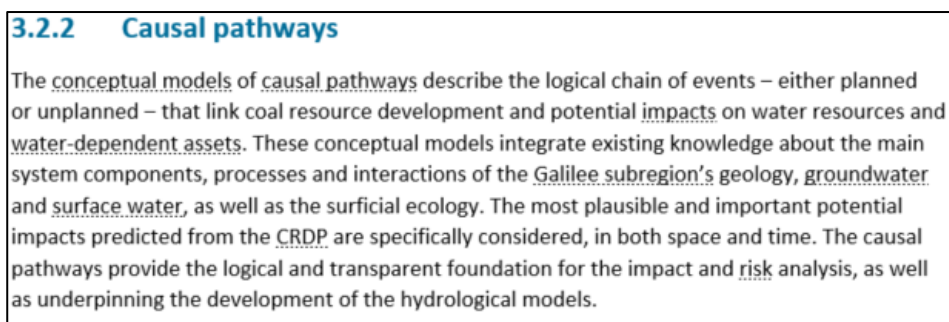 3.2.2 Causal pathways
The conceptual models of causal pathways describe the logical chain of events – either planned
or unplanned – that link coal resource development and potential impacts on water resources and
water-dependent assets. These conceptual models integrate existing knowledge about the main
system components, processes and interactions of the Galilee subregion's geology, groundwater
and surface water, as well as the surficial ecology. The most plausible and important potential
impacts predicted from the CRDP are specifically considered, in both space and time. The causal
pathways provide the logical and transparent foundation for the impact and risk analysis, as well
as underpinning the development of the hydrological models.